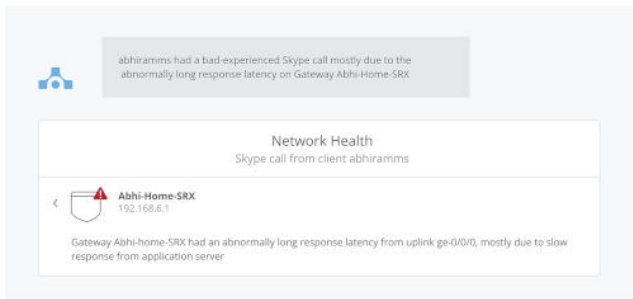 abhiramms had a bad-experienced Skype call mostly due to the
abnormally long response latency on Gateway Abhi-Home-SRX
Network Health
Skype call from client abhiramms
Abhi-Home-SRX
192.168.6.1
Gateway Abhi-home-SRX had an abnormally long response latency from uplink ge-0/0/0, mostly due to slow
response from application server